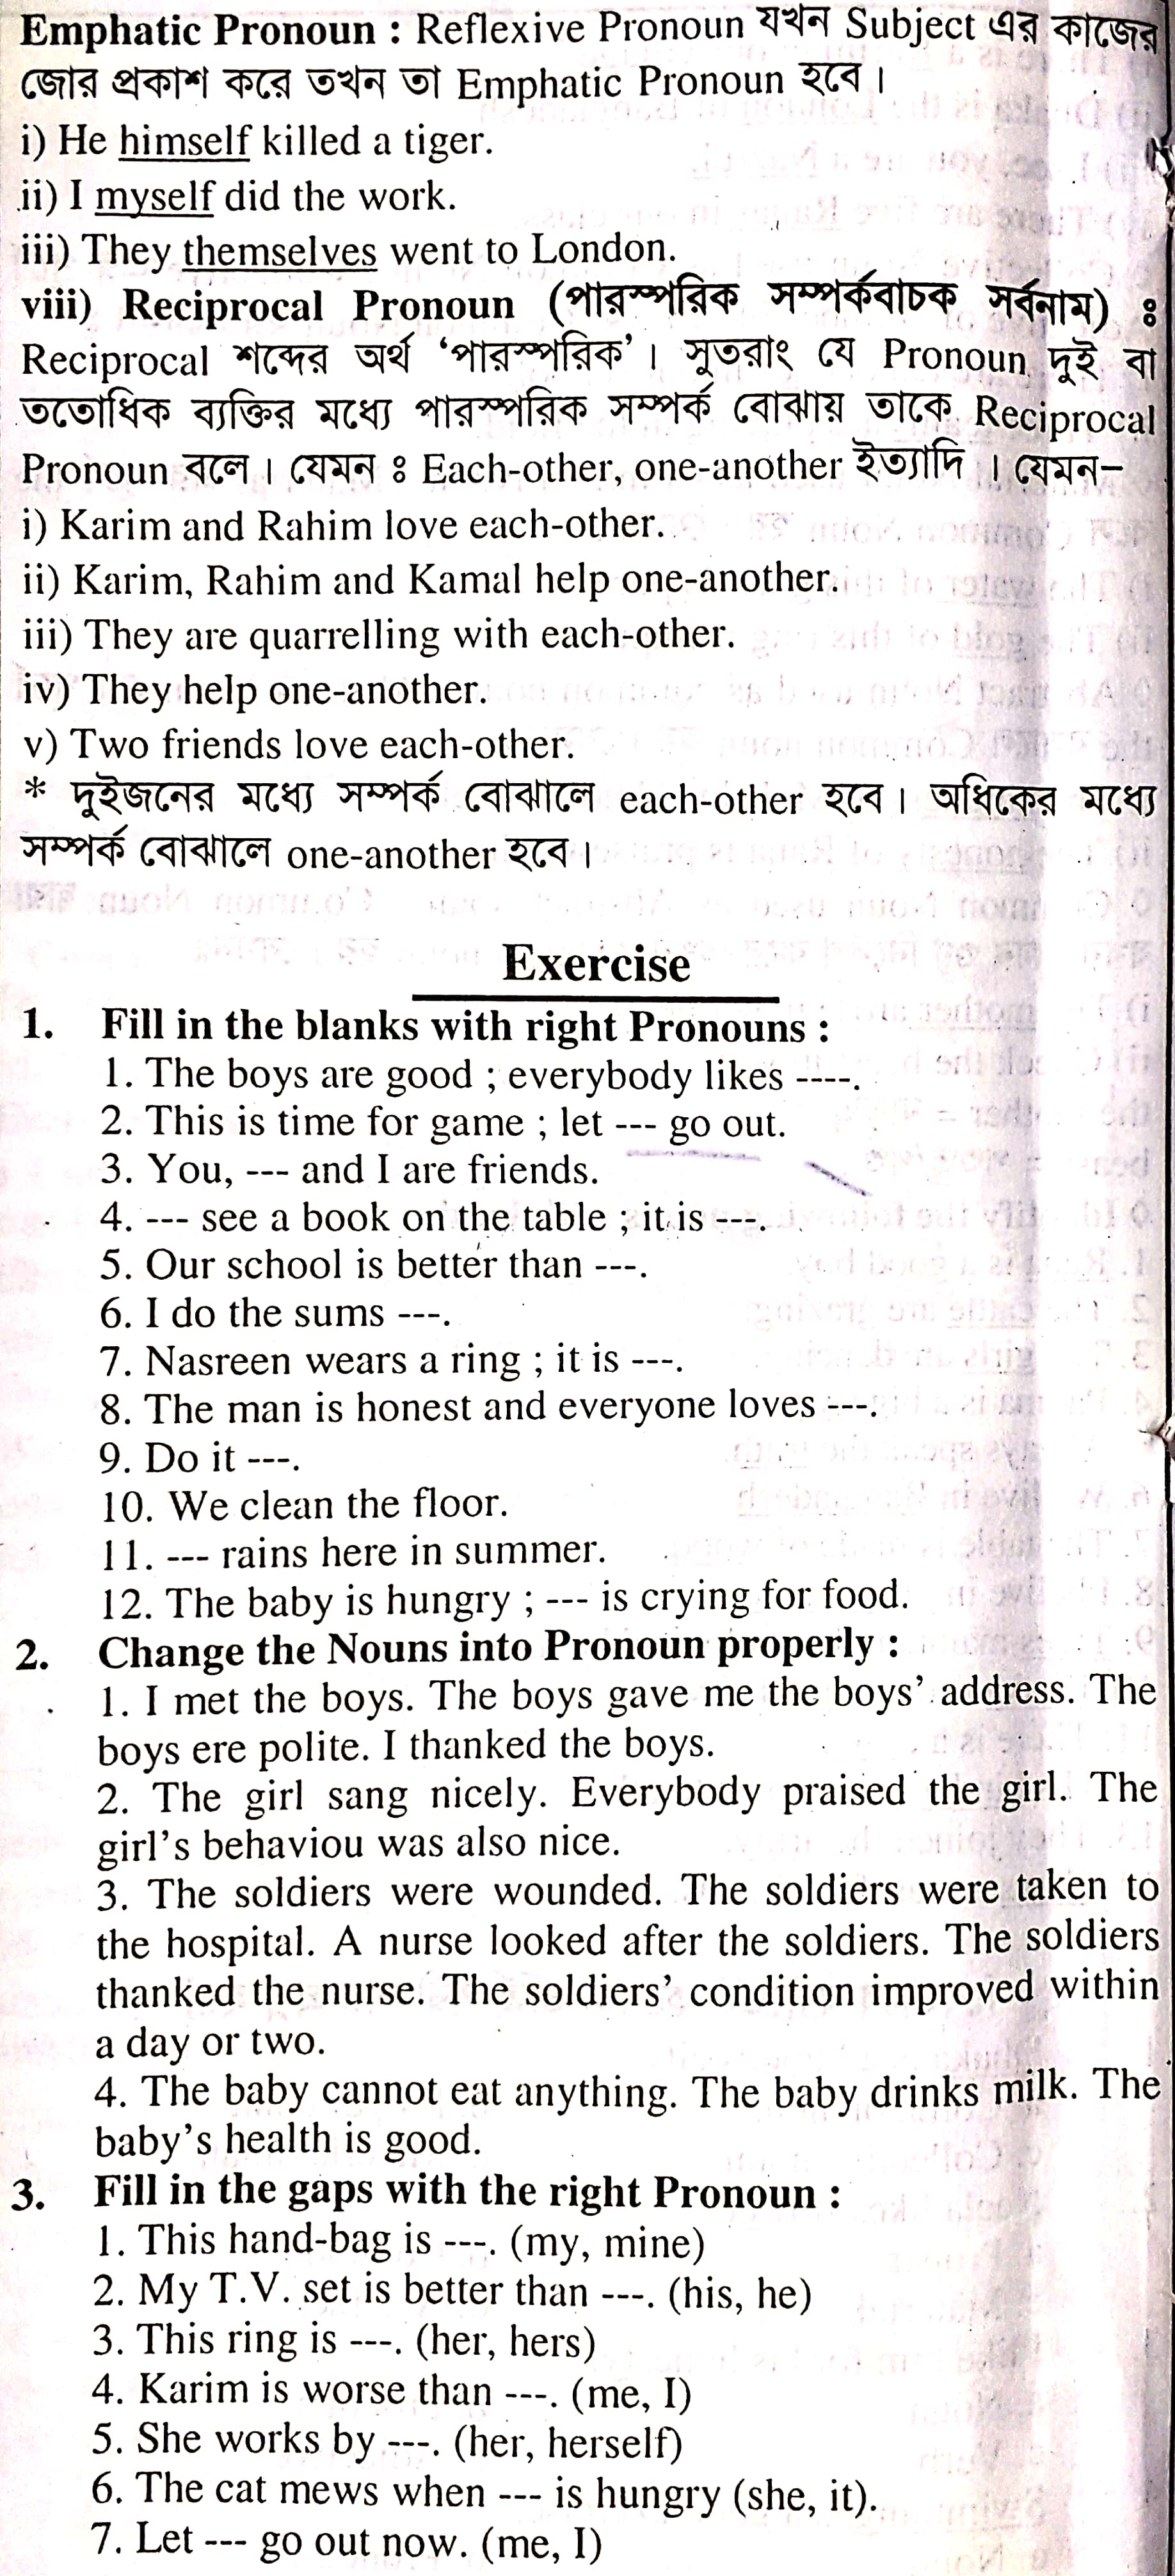 Emphatic Pronoun : Reflexive Pronoun যখন Subject এর কাজের
জোর প্রকাশ করে তখন তা Emphatic Pronoun হবে।
i) He himself killed a tiger.
ii) I myself did the work.
iii) They themselves went to London.
viii) Reciprocal Pronoun (পারস্পরিক সম্পর্কবাচক সর্বনাম) ঃ
Reciprocal শব্দের অর্থ ‘পারস্পরিক’। সুতরাং যে Pronoun দুই বা
ততোধিক ব্যক্তির মধ্যে পারস্পরিক সম্পর্ক বোঝায় তাকে Reciprocal
Pronoun বলে। যেমন ঃ Each-other, one-another ইত্যাদি । যেমন–
i) Karim and Rahim love each-other.
ii) Karim, Rahim and Kamal help one-another.
iii) They are quarrelling with each-other.
iv) They help one-another.
v) Two friends love each-other.
* দুইজনের মধ্যে সম্পর্ক বোঝালে each-other হবে। অধিকের মধ্যে
সম্পর্ক বোঝালে one-another হবে।
Exercise
1. Fill in the blanks with right Pronouns :
1. The boys are good ; everybody likes ----.
2. This is time for game ; let --- go out.
3. You, --- and I are friends.
4. --- see a book on the table ; it is ---.
5. Our school is better than ---.
6. I do the sums ---.
7. Nasreen wears a ring ; it is ---.
8. The man is honest and everyone loves ---.
9. Do it ---.
10. We clean the floor.
11. --- rains here in summer.
12. The baby is hungry ; --- is crying for food.
2. Change the Nouns into Pronoun properly :
1. I met the boys. The boys gave me the boys’ address. The
boys ere polite. I thanked the boys.
2. The girl sang nicely. Everybody praised the girl. The
girl’s behaviou was also nice.
3. The soldiers were wounded. The soldiers were taken to
the hospital. A nurse looked after the soldiers. The soldiers
thanked the nurse. The soldiers’ condition improved within
a day or two.
4. The baby cannot eat anything. The baby drinks milk. The
baby’s health is good.
3. Fill in the gaps with the right Pronoun :
1. This hand-bag is ---. (my, mine)
2. My T.V. set is better than ---. (his, he)
3. This ring is ---. (her, hers)
4. Karim is worse than ---. (me, I)
5. She works by ---. (her, herself)
6. The cat mews when --- is hungry (she, it).
7. Let --- go out now. (me, I)